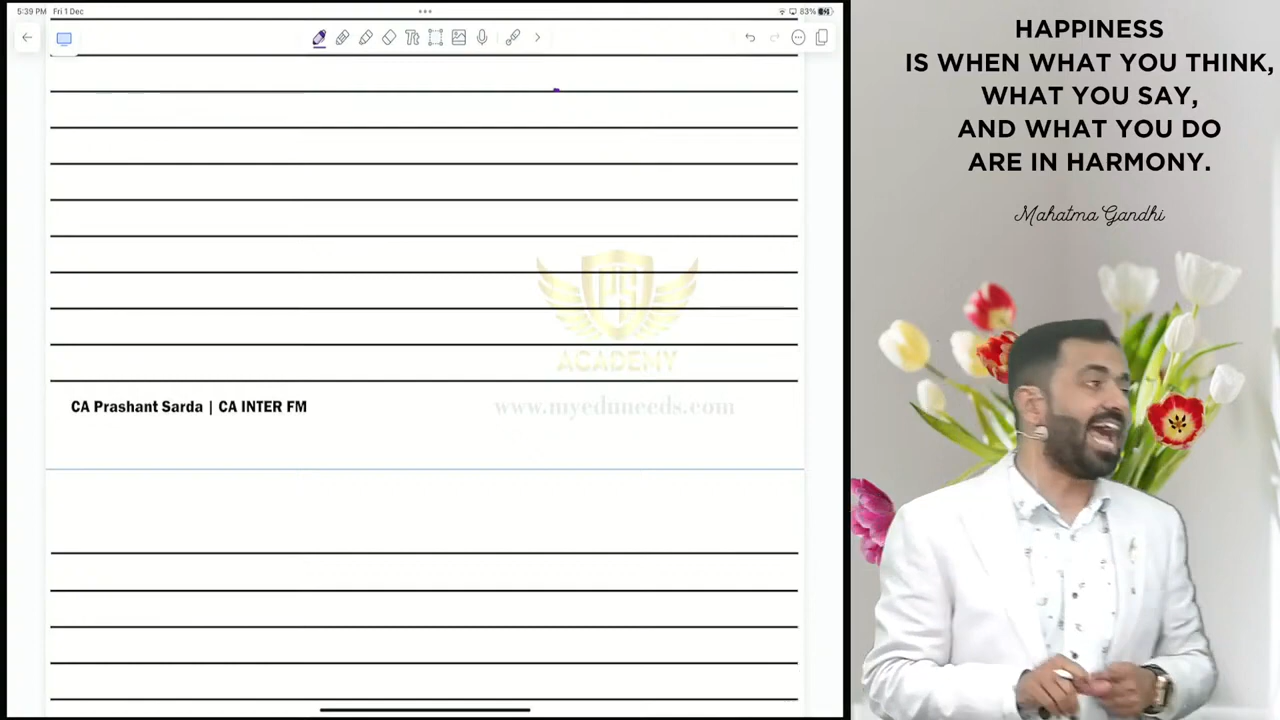 5:39 PM Fri 1 Dec
83%
HAPPINESS
IS WHEN WHAT YOU THINK,
WHAT YOU SAY,
AND WHAT YOU DO
ARE IN HARMONY.
Mahatma Gandhi
PS
ACADEMY
CA Prashant Sarda | CA INTER FM
www.myeduneeds.com